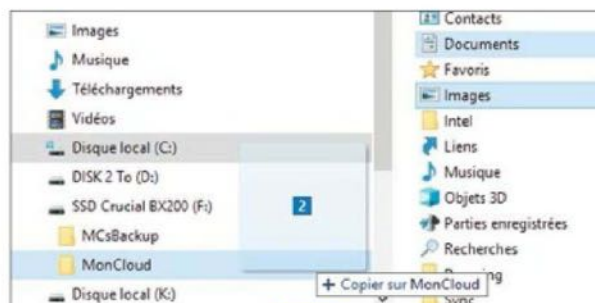 Images
Musique
Téléchargements
Vidéos
Disque local (C:)
DISK 2 To (D:)
SSD Crucial BX200 (F:)
MCsBackup
MonCloud
Disque local (K:)
2
+ Copier sur MonCloud
Contacts
Documents
Favoris
Images
Intel
Liens
Musique
Objets 3D
Parties enregistrées
Recherches